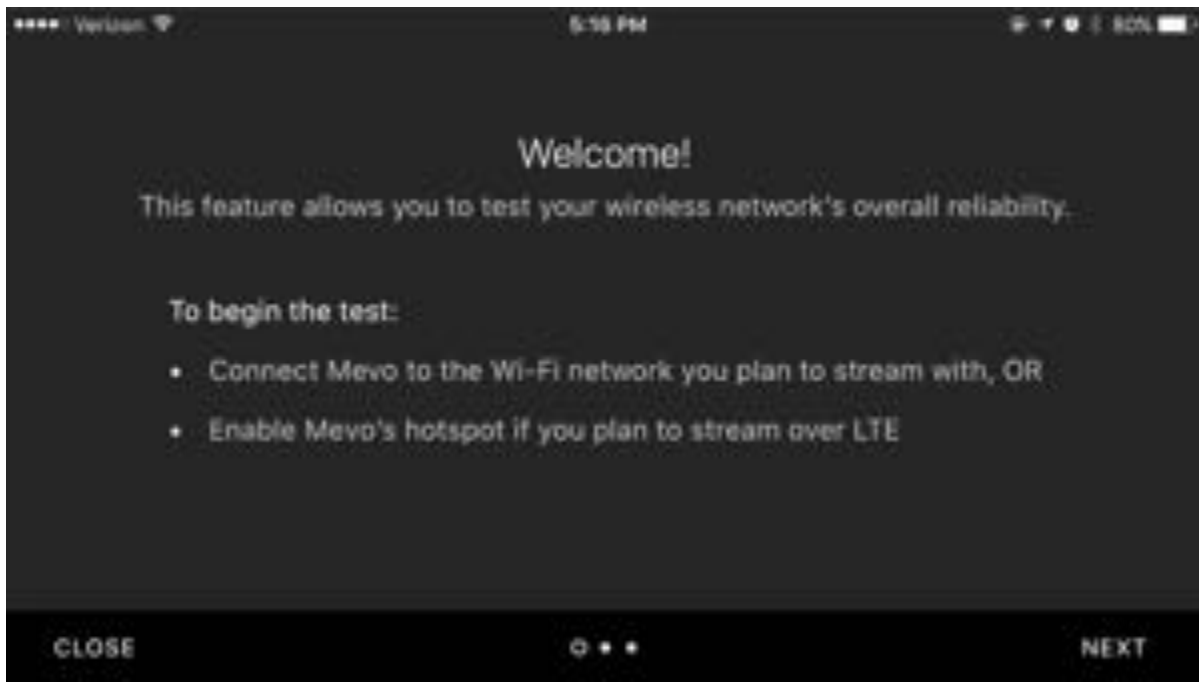 Verizon 5:16 PM 80%
Welcome!
This feature allows you to test your wireless network's overall reliability.
To begin the test:
• Connect Mevo to the Wi-Fi network you plan to stream with, OR
• Enable Mevo's hotspot if you plan to stream over LTE
CLOSE NEXT